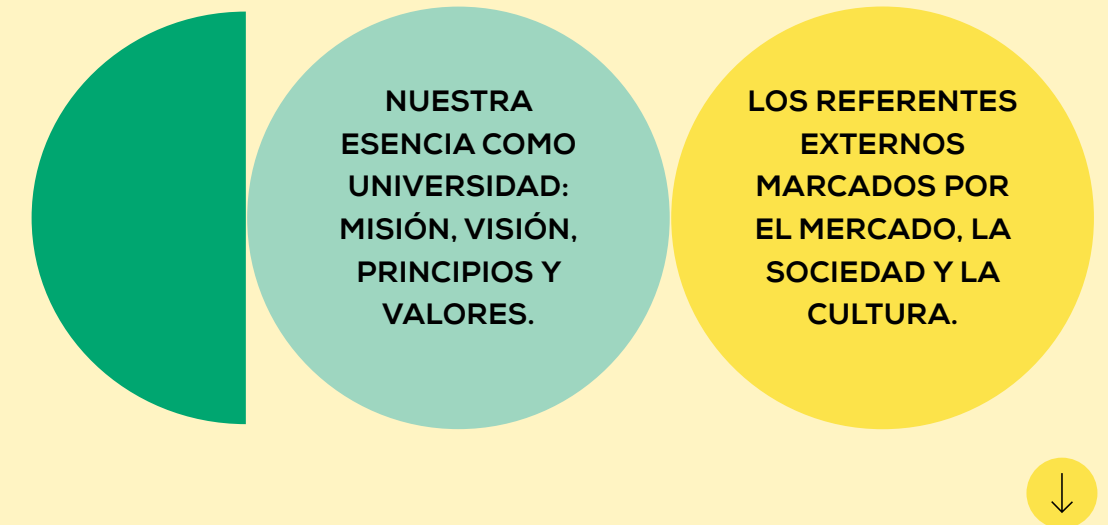 NUESTRA
ESENCIA COMO
UNIVERSIDAD:
MISIÓN, VISIÓN,
PRINCIPIOS Y
VALORES.
LOS REFERENTES
EXTERNOS
MARCADOS POR
EL MERCADO, LA
SOCIEDAD Y LA
CULTURA.